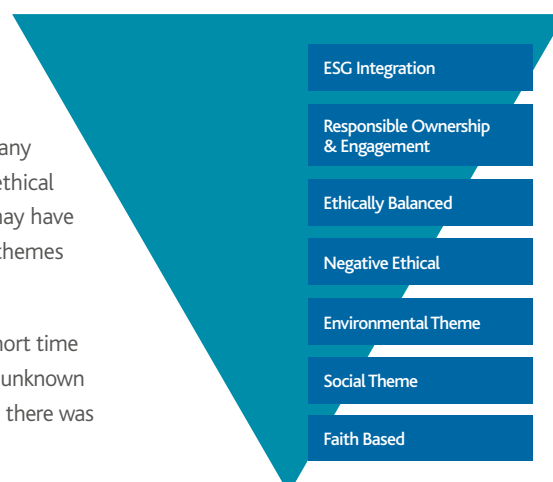 any
ethical
may have
themes
hort time
unknown
there was
ESG Integration
Responsible Ownership
& Engagement
Ethically Balanced
Negative Ethical
Environmental Theme
Social Theme
Faith Based